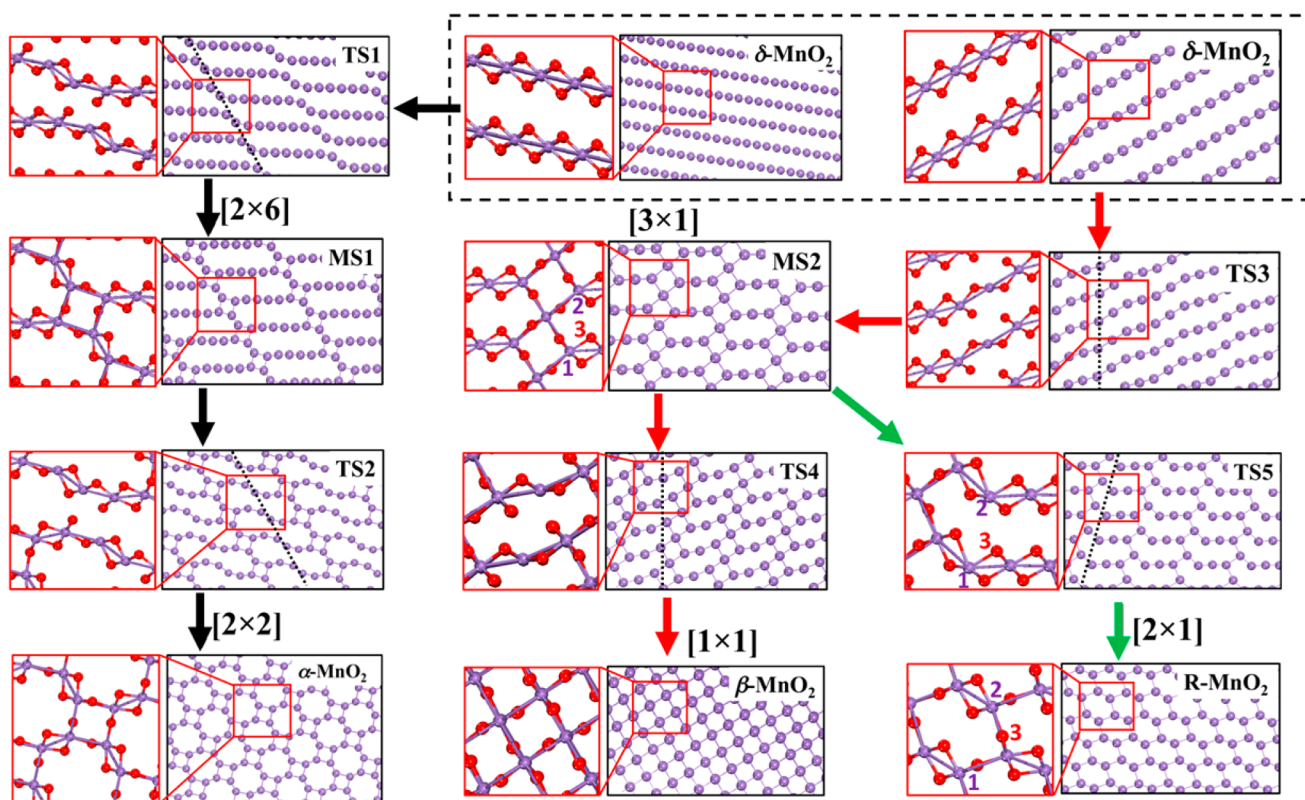 TS1
δ-MnO₂
δ-MnO₂
[2×6]
[3×1]
MS1
MS2
TS3
2
3
1
TS2
TS4
TS5
2
3
1
[2×2]
[1×1]
[2×1]
α-MnO₂
β-MnO₂
R-MnO₂
2
3
1